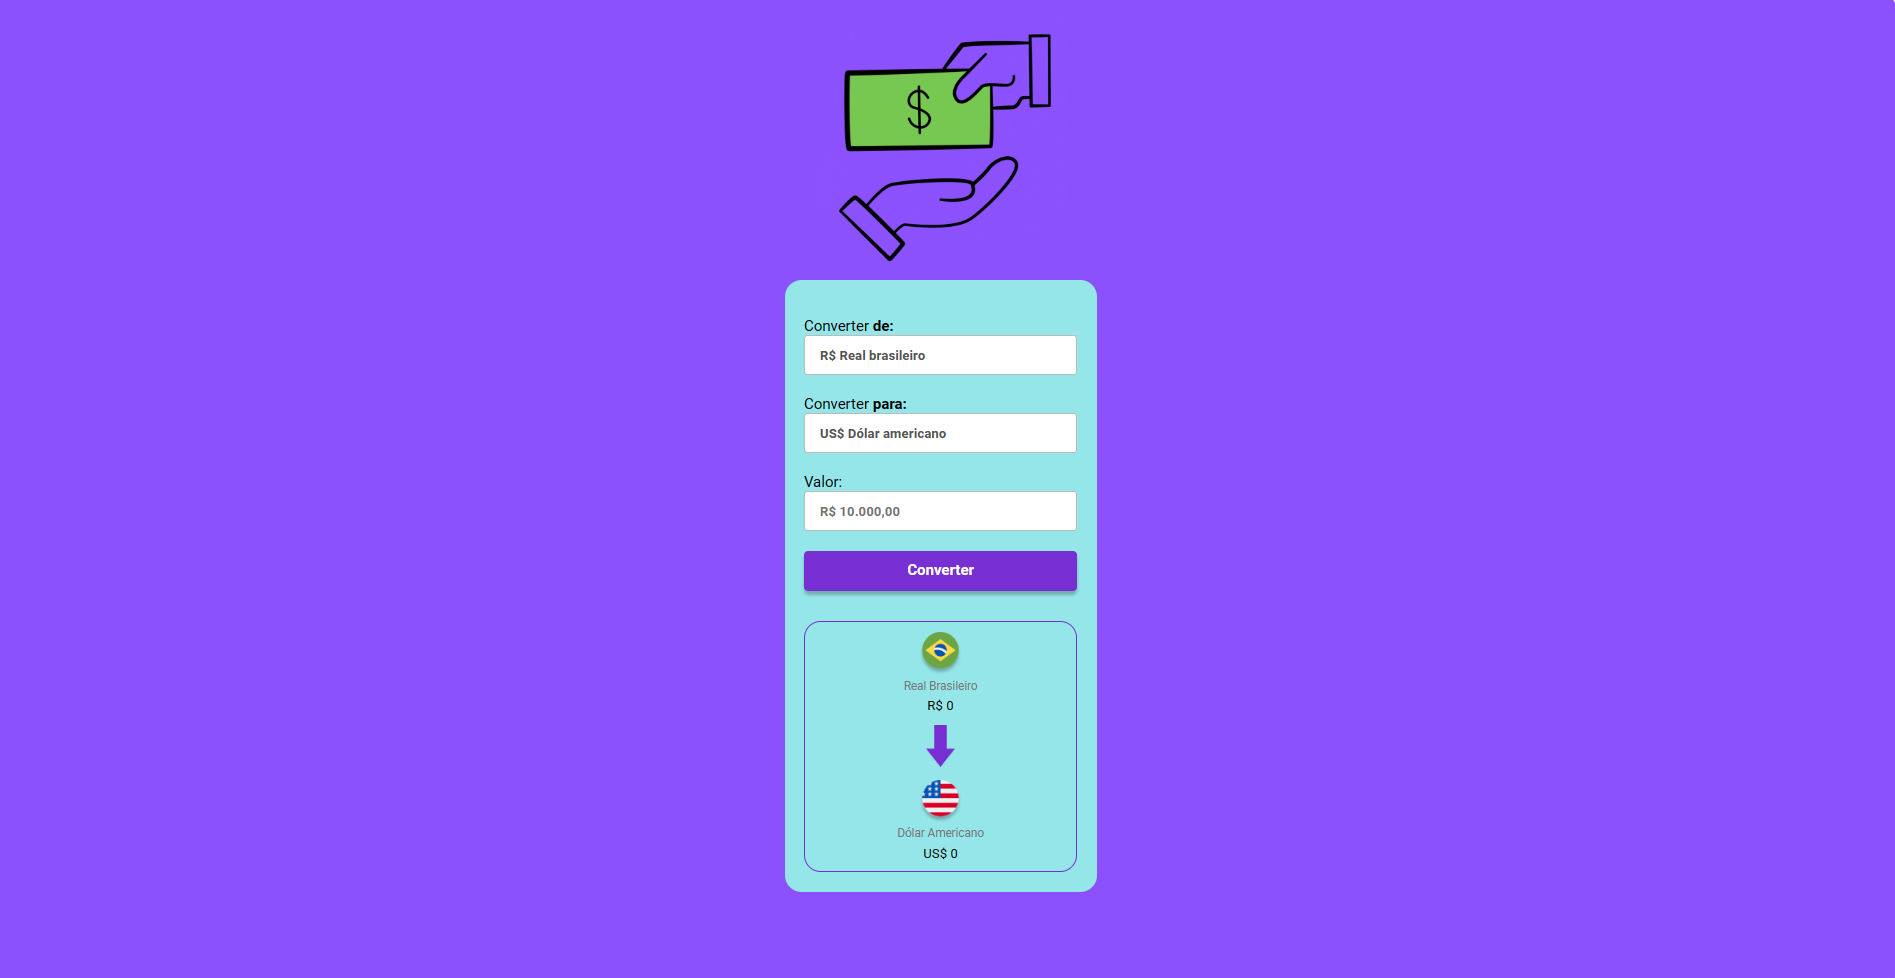 $
Converter de:
R$ Real brasileiro
Converter para:
US$ Dólar americano
Valor:
R$ 10.000,00
Converter
Real Brasileiro
R$ 0
Dólar Americano
US$ 0